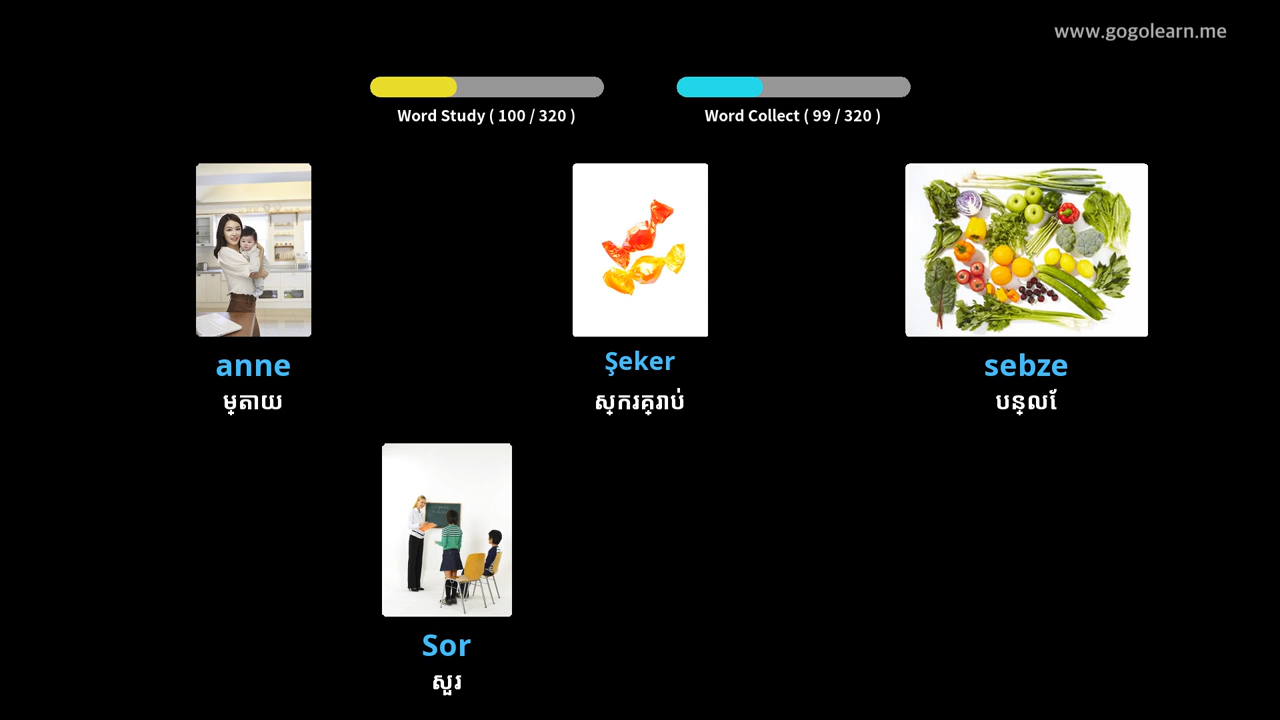 www.gogolearn.me
Word Study ( 100 / 320 )
Word Collect ( 99 / 320 )
anne
ម្តាយ
Şeker
ស្ករគ្រាប់
sebze
បន្លែ
Sor
សួរ